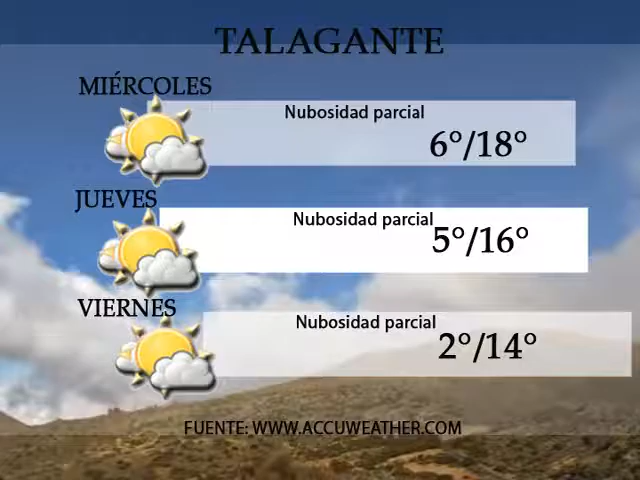 TALAGANTE
MIÉRCOLES
Nubosidad parcial
6°/18°
JUEVES
Nubosidad parcial
5°/16°
VIERNES
Nubosidad parcial
2°/14°
FUENTE: WWW.ACCUWEATHER.COM